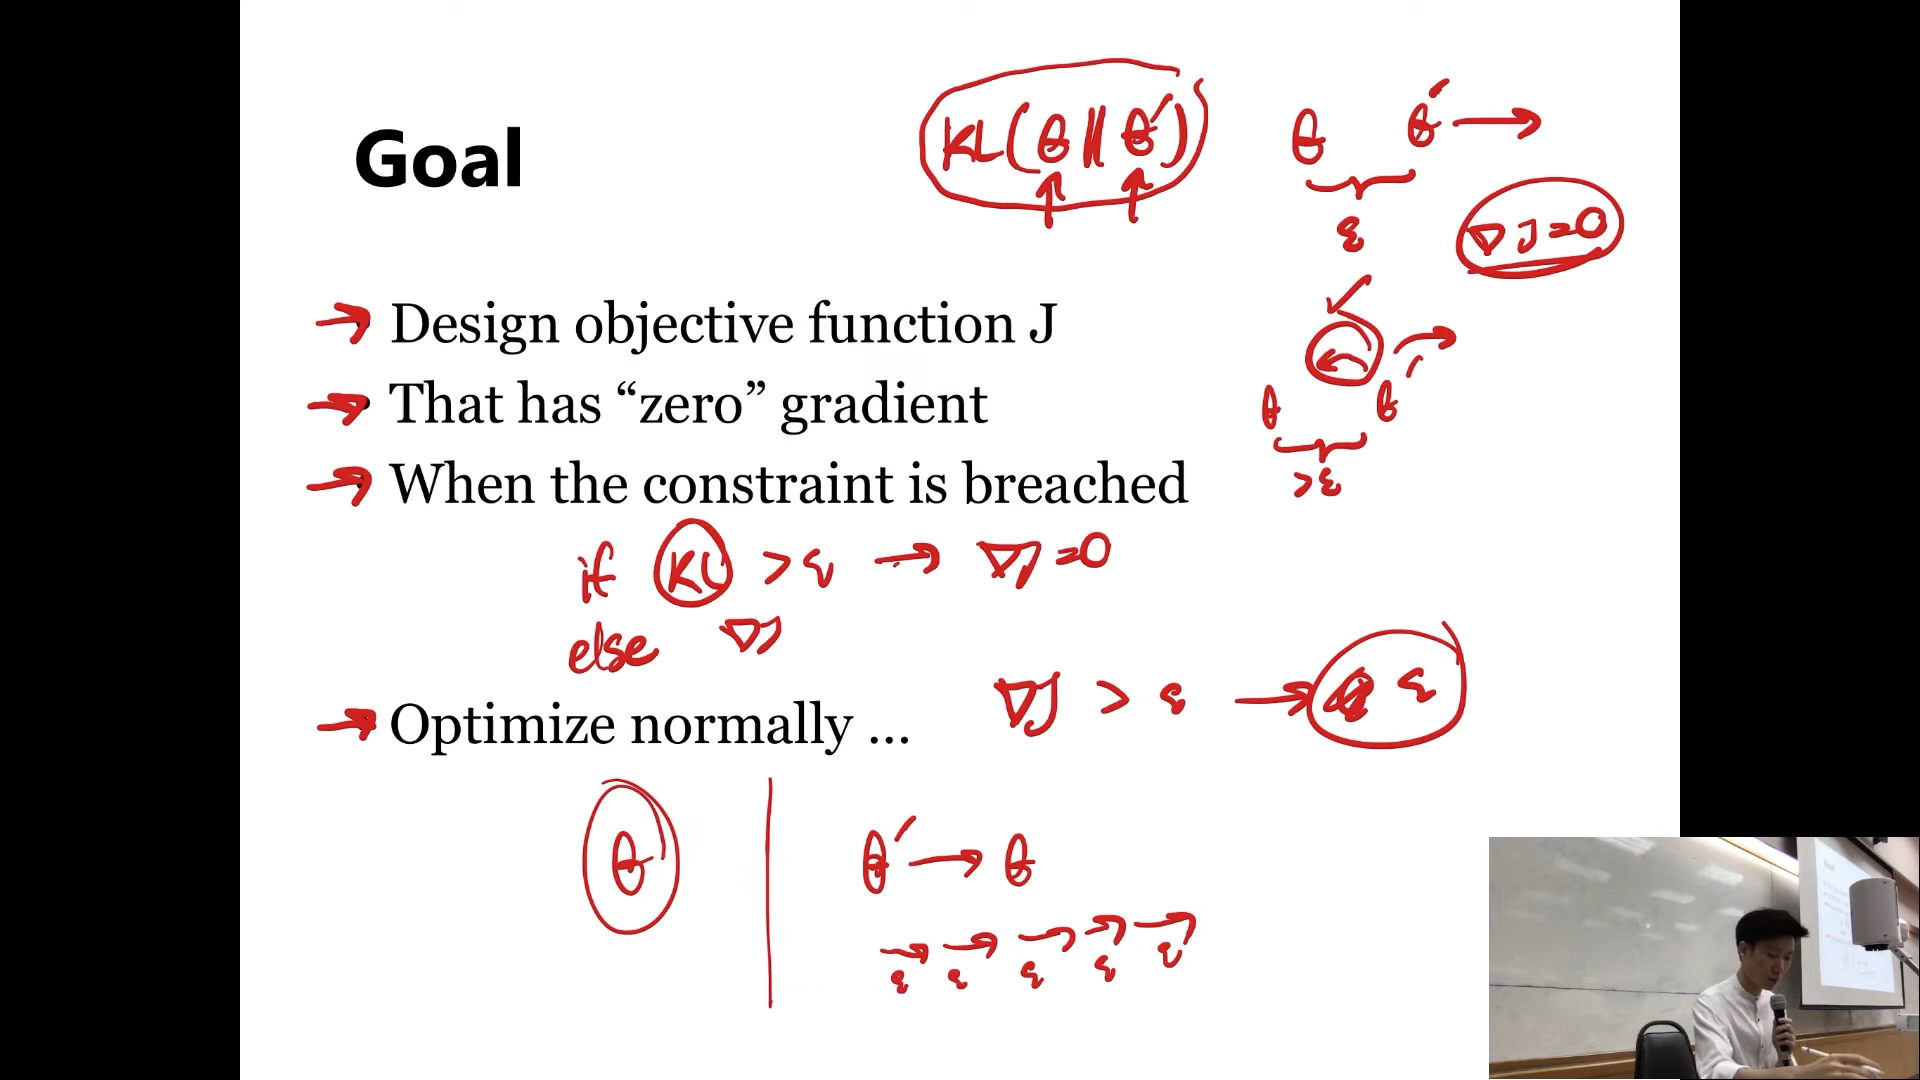 Goal
KL(θ||θ′)
θ θ′ →
ε
∇J=0
→ Design objective function J
→ That has “zero” gradient
θ θ′
>ε
→ When the constraint is breached
if KL >ε → ∇J=0
else ∇J
∇J > ε → ε
→ Optimize normally ...
θ
θ′ → θ
→ → → → →
ε ε ε ε ε